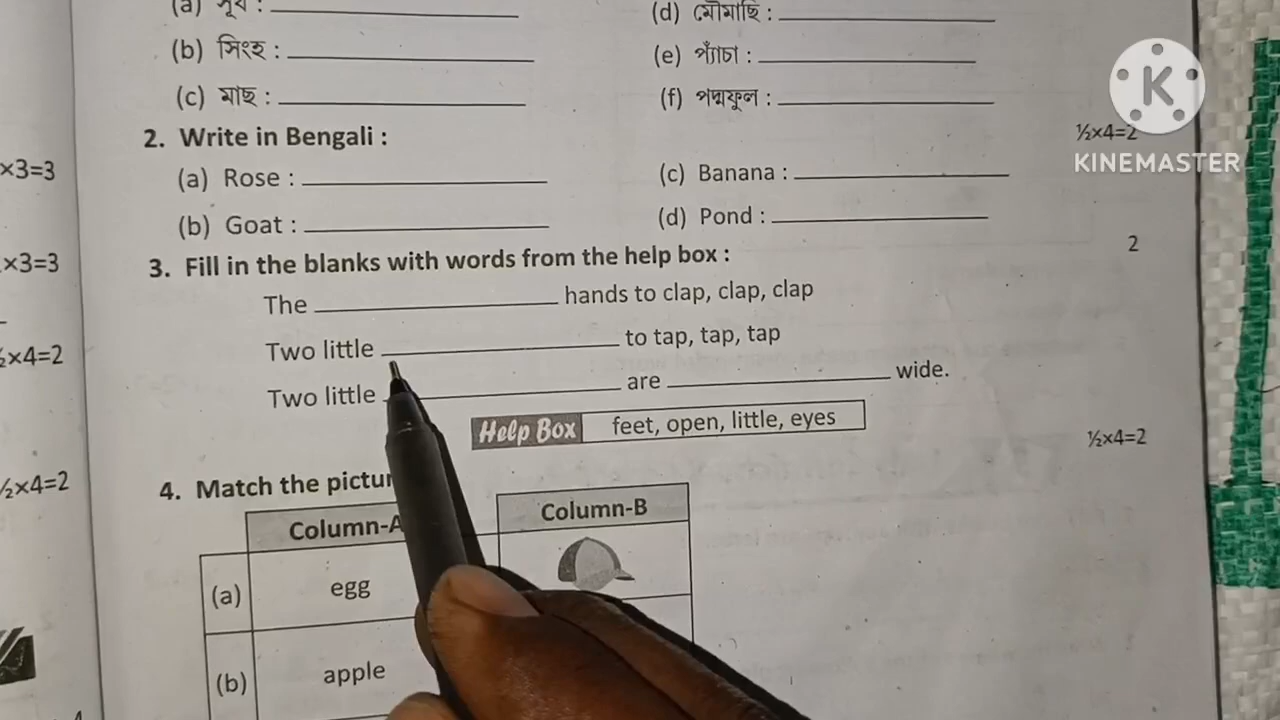 (a) সূর্য :
(d) মৌমাছি :
(b) সিংহ :
(e) পেঁচা :
(c) মাছ :
(f) পদ্মফুল :
2. Write in Bengali :
½×4=2
KINEMASTER
×3=3
(a) Rose :
(c) Banana :
(b) Goat :
(d) Pond :
×3=3
3. Fill in the blanks with words from the help box :
2
The hands to clap, clap, clap
½×4=2
Two little to tap, tap, tap
Two little are wide.
Help Box feet, open, little, eyes
½×4=2
½×4=2
4. Match the
Column-A
Column-B
(a) egg
(b) apple